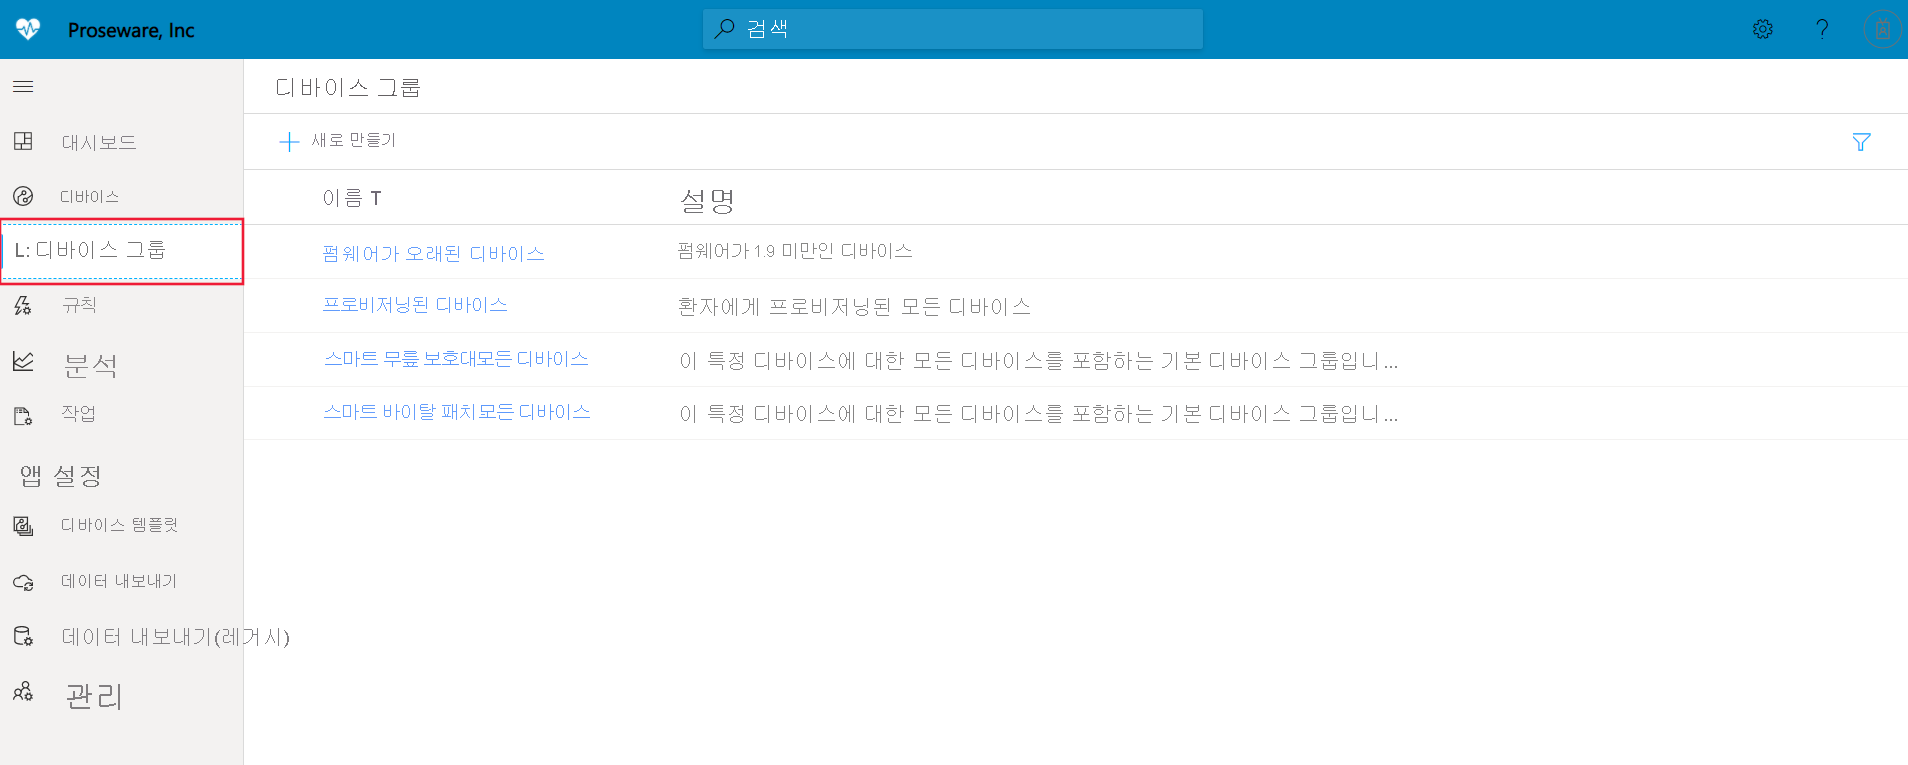 Proseware, Inc
검색
디바이스 그룹
새로 만들기
이름 T
설명
펌웨어가 오래된 디바이스
펌웨어가 1.9 미만인 디바이스
프로비저닝된 디바이스
환자에게 프로비저닝된 모든 디바이스
스마트 무릎 보호대모든 디바이스
이 특정 디바이스에 대한 모든 디바이스를 포함하는 기본 디바이스 그룹입니...
스마트 바이탈 패치모든 디바이스
이 특정 디바이스에 대한 모든 디바이스를 포함하는 기본 디바이스 그룹입니...
대시보드
디바이스
L: 디바이스 그룹
규칙
분석
작업
앱 설정
디바이스 템플릿
데이터 내보내기
데이터 내보내기(레거시)
관리